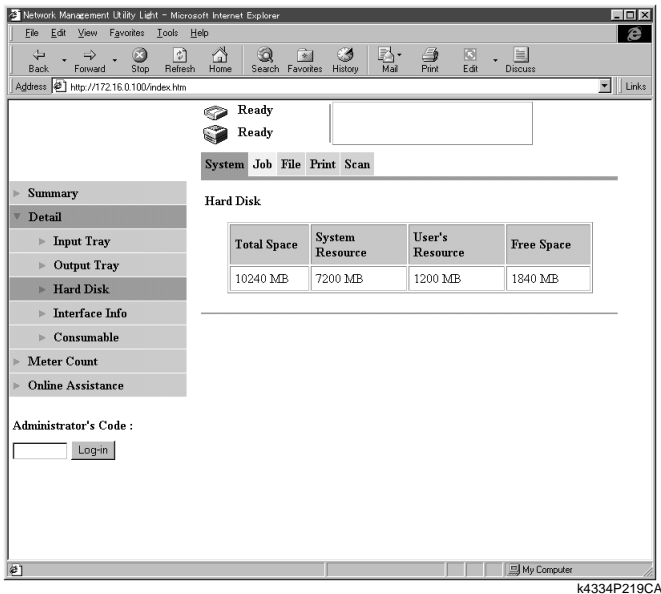 Network Management Utility Light - Microsoft Internet Explorer
File Edit View Favorites Tools Help
Back Forward Stop Refresh Home Search Favorites History Mail Print Edit Discuss
Address http://172.16.0.100/index.htm Links
Ready
Ready
System Job File Print Scan
Summary
Detail
Input Tray
Output Tray
Hard Disk
Interface Info
Consumable
Meter Count
Online Assistance
Administrator's Code :
Log-in
Hard Disk
Total Space System Resource User's Resource Free Space
10240 MB 7200 MB 1200 MB 1840 MB
My Computer
k4334P219CA